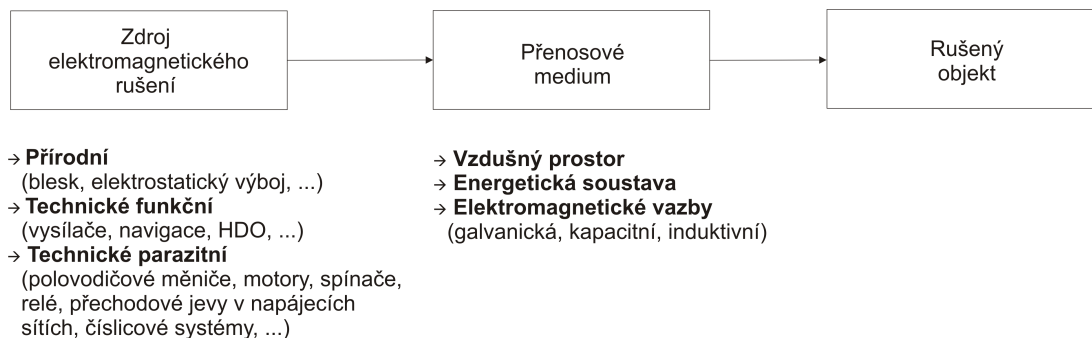 Zdroj
elektromagnetického
rušení
Přenosové
medium
Rušený
objekt
→ Přírodní
(blesk, elektrostatický výboj, ...)
→ Technické funkční
(vysílače, navigace, HDO, ...)
→ Technické parazitní
(polovodičové měniče, motory, spínače,
relé, přechodové jevy v napájecích
sítích, číslicové systémy, ...)
→ Vzdušný prostor
→ Energetická soustava
→ Elektromagnetické vazby
(galvanická, kapacitní, induktivní)